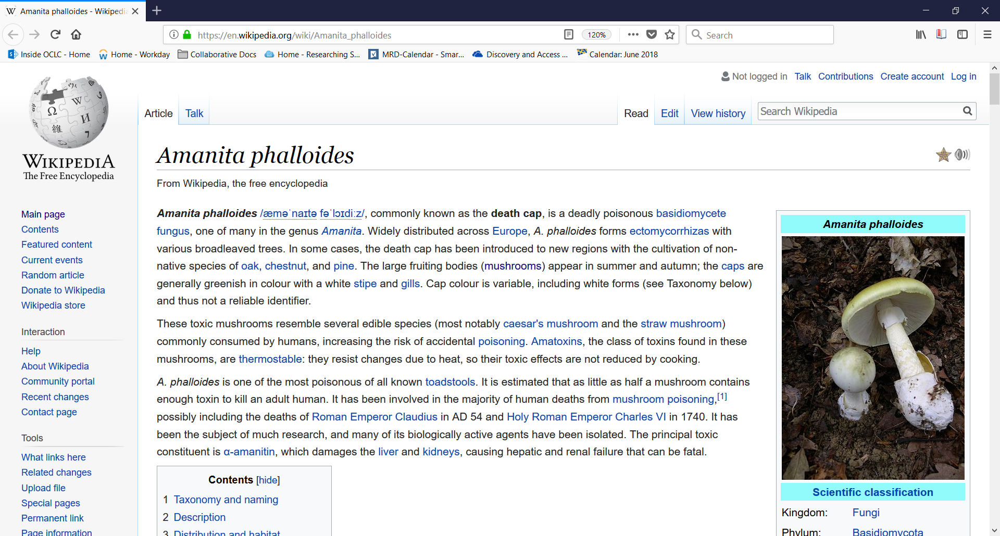 Amanita phalloides - Wikipedia
https://en.wikipedia.org/wiki/Amanita_phalloides
120%
Search
Inside OCLC - Home
Home - Workday
Collaborative Docs
Home - Researching S...
MRD-Calendar - Smar...
Discovery and Access ...
Calendar: June 2018
Not logged in Talk Contributions Create account Log in
Article Talk
Read Edit View history
Search Wikipedia
WIKIPEDIA
The Free Encyclopedia
Main page
Contents
Featured content
Current events
Random article
Donate to Wikipedia
Wikipedia store
Interaction
Help
About Wikipedia
Community portal
Recent changes
Contact page
Tools
What links here
Related changes
Upload file
Special pages
Permanent link
Page information
Amanita phalloides
From Wikipedia, the free encyclopedia
Amanita phalloides /æməˈnaɪtə fəˈlɔɪdiːz/, commonly known as the death cap, is a deadly poisonous basidiomycete
fungus, one of many in the genus Amanita. Widely distributed across Europe, A. phalloides forms ectomycorrhizas with
various broadleaved trees. In some cases, the death cap has been introduced to new regions with the cultivation of non-
native species of oak, chestnut, and pine. The large fruiting bodies (mushrooms) appear in summer and autumn; the caps are
generally greenish in colour with a white stipe and gills. Cap colour is variable, including white forms (see Taxonomy below)
and thus not a reliable identifier.
These toxic mushrooms resemble several edible species (most notably caesar's mushroom and the straw mushroom)
commonly consumed by humans, increasing the risk of accidental poisoning. Amatoxins, the class of toxins found in these
mushrooms, are thermostable: they resist changes due to heat, so their toxic effects are not reduced by cooking.
A. phalloides is one of the most poisonous of all known toadstools. It is estimated that as little as half a mushroom contains
enough toxin to kill an adult human. It has been involved in the majority of human deaths from mushroom poisoning,[1]
possibly including the deaths of Roman Emperor Claudius in AD 54 and Holy Roman Emperor Charles VI in 1740. It has
been the subject of much research, and many of its biologically active agents have been isolated. The principal toxic
constituent is α-amanitin, which damages the liver and kidneys, causing hepatic and renal failure that can be fatal.
Contents [hide]
1 Taxonomy and naming
2 Description
3 Distribution and habitat
Amanita phalloides
Scientific classification
Kingdom: Fungi
Phylum: Basidiomycota